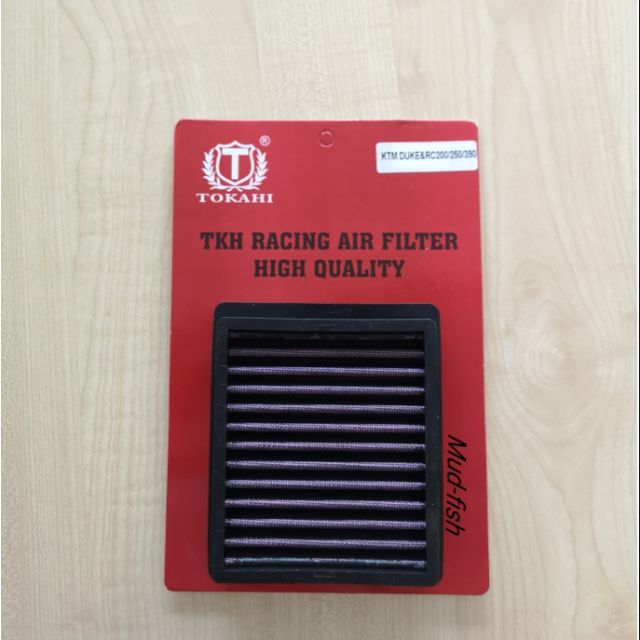 T ®
TOKAHI
KTM DUKE&RC200/250/390
TKH RACING AIR FILTER
HIGH QUALITY
Mud-fish